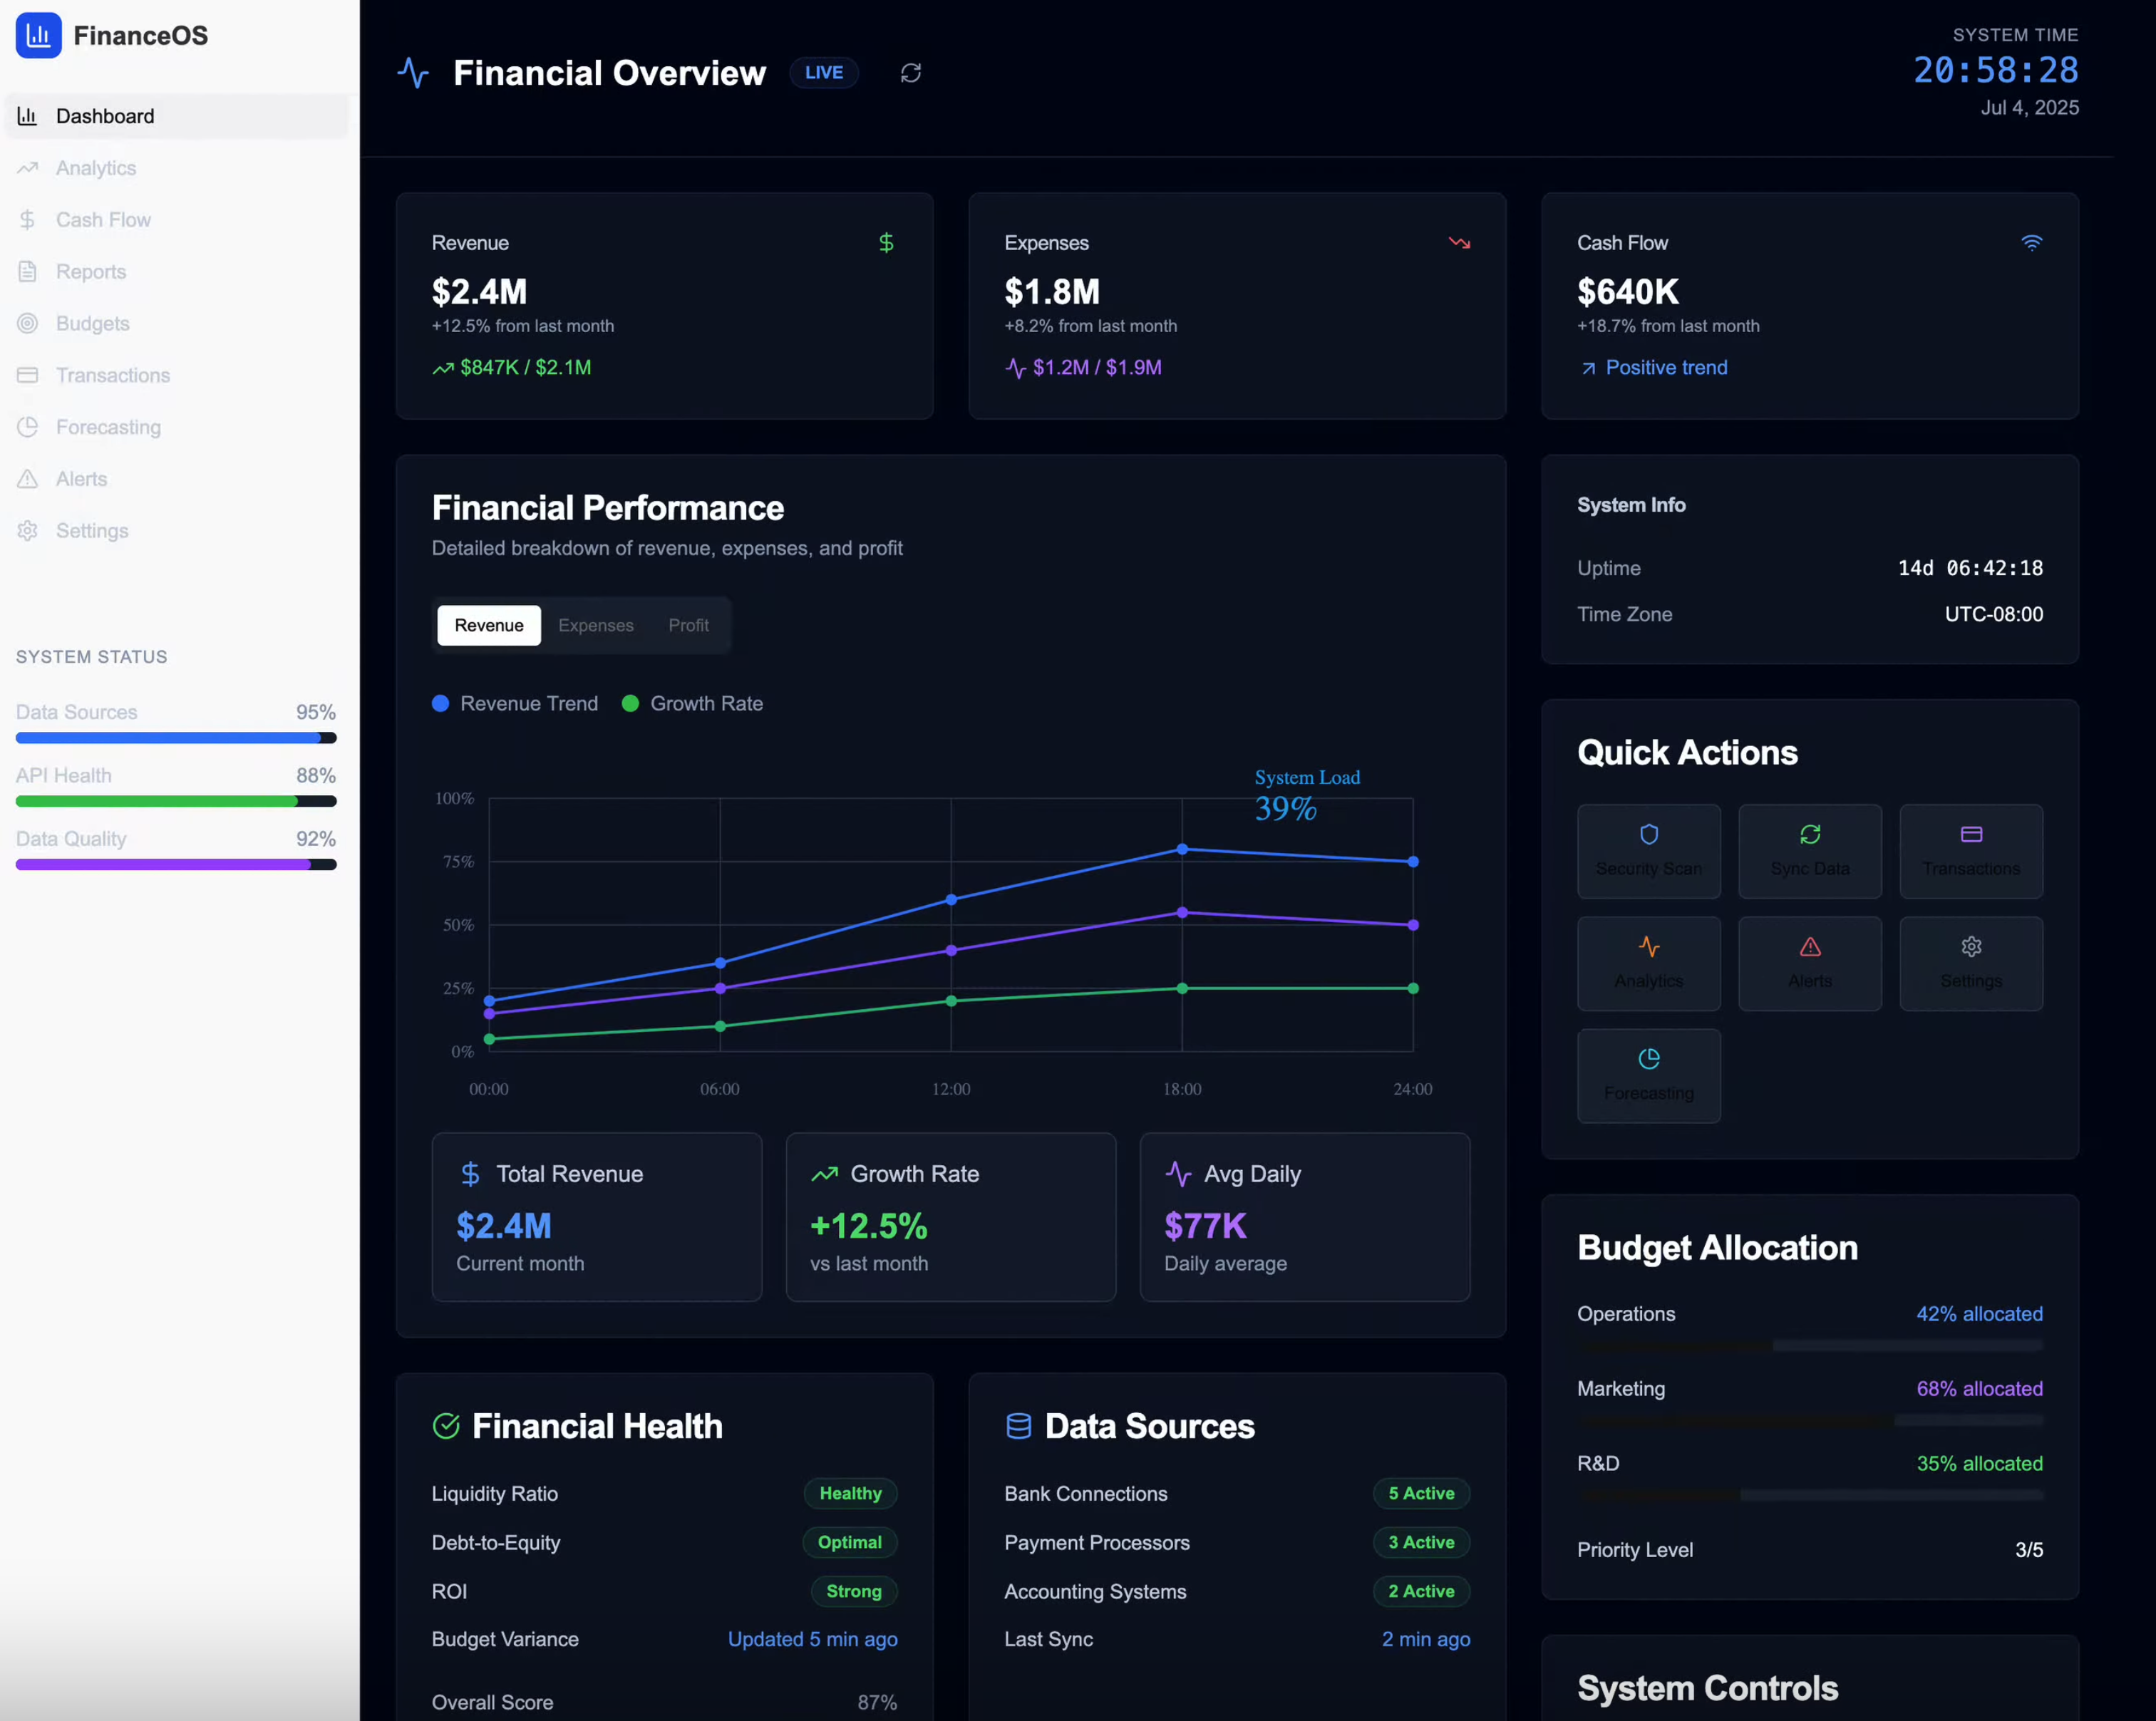 FinanceOS
Dashboard
Analytics
Cash Flow
Reports
Budgets
Transactions
Forecasting
Alerts
Settings
SYSTEM STATUS
Data Sources 95%
API Health 88%
Data Quality 92%
Financial Overview LIVE
SYSTEM TIME
20:58:28
Jul 4, 2025
Revenue
$2.4M
+12.5% from last month
$847K / $2.1M
Expenses
$1.8M
+8.2% from last month
$1.2M / $1.9M
Cash Flow
$640K
+18.7% from last month
Positive trend
Financial Performance
Detailed breakdown of revenue, expenses, and profit
Revenue Expenses Profit
Revenue Trend Growth Rate
System Load
39%
100%
75%
50%
25%
0%
00:00 06:00 12:00 18:00 24:00
Total Revenue
$2.4M
Current month
Growth Rate
+12.5%
vs last month
Avg Daily
$77K
Daily average
System Info
Uptime 14d 06:42:18
Time Zone UTC-08:00
Quick Actions
Security Scan Sync Data Transactions
Analytics Alerts Settings
Forecasting
Budget Allocation
Operations 42% allocated
Marketing 68% allocated
R&D 35% allocated
Priority Level 3/5
Financial Health
Liquidity Ratio Healthy
Debt-to-Equity Optimal
ROI Strong
Budget Variance Updated 5 min ago
Overall Score 87%
Data Sources
Bank Connections 5 Active
Payment Processors 3 Active
Accounting Systems 2 Active
Last Sync 2 min ago
System Controls